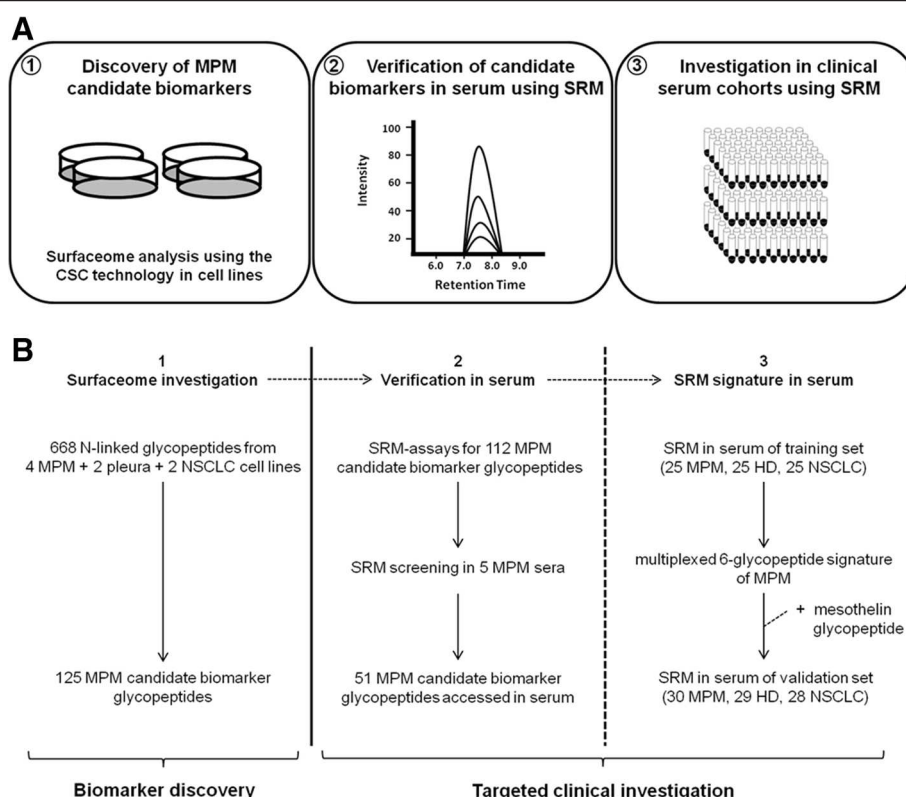 A
1
Discovery of MPM
candidate biomarkers
Surfaceome analysis using the
CSC technology in cell lines
2
Verification of candidate
biomarkers in serum using SRM
Intensity
100
80
60
40
20
6.0 7.0 8.0 9.0
Retention Time
3
Investigation in clinical
serum cohorts using SRM
B
1
Surfaceome investigation
2
Verification in serum
3
SRM signature in serum
668 N-linked glycopeptides from
4 MPM + 2 pleura + 2 NSCLC cell lines
125 MPM candidate biomarker
glycopeptides
SRM-assays for 112 MPM
candidate biomarker glycopeptides
SRM screening in 5 MPM sera
51 MPM candidate biomarker
glycopeptides accessed in serum
SRM in serum of training set
(25 MPM, 25 HD, 25 NSCLC)
multiplexed 6-glycopeptide signature
of MPM
+ mesothelin
glycopeptide
SRM in serum of validation set
(30 MPM, 29 HD, 28 NSCLC)
Biomarker discovery
Targeted clinical investigation